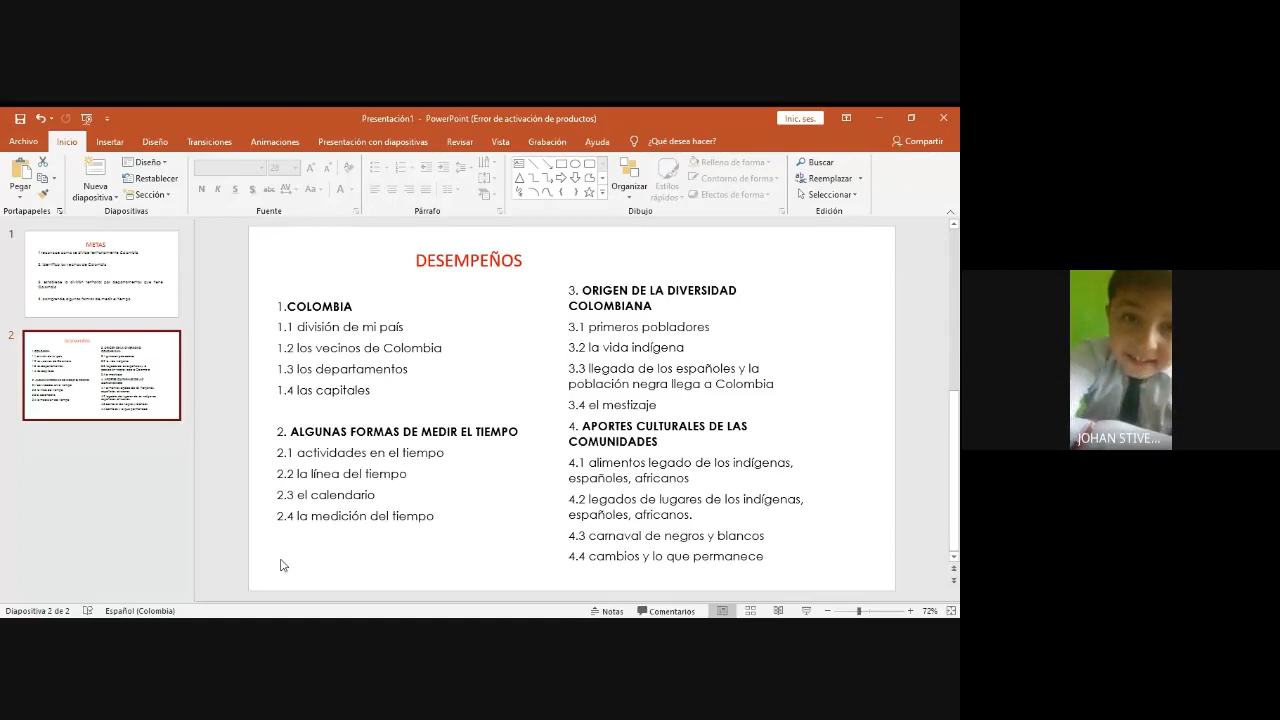 Presentación1 - PowerPoint (Error de activación de productos)
Inic. ses.
Archivo Inicio Insertar Diseño Transiciones Animaciones Presentación con diapositivas Revisar Vista Grabación Ayuda ¿Qué desea hacer? Compartir
Pegar
Nueva
diapositiva
Diseño
Restablecer
Sección
28
N K S S abc AV Aa A
Organizar
Estilos
rápidos
Relleno de forma
Contorno de forma
Efectos de forma
Buscar
Reemplazar
Seleccionar
Portapapeles Diapositivas Fuente Párrafo Dibujo Edición
1
METAS
2
DESEMPEÑOS
DESEMPEÑOS
1.COLOMBIA
1.1 división de mi país
1.2 los vecinos de Colombia
1.3 los departamentos
1.4 las capitales
2. ALGUNAS FORMAS DE MEDIR EL TIEMPO
2.1 actividades en el tiempo
2.2 la línea del tiempo
2.3 el calendario
2.4 la medición del tiempo
3. ORIGEN DE LA DIVERSIDAD
COLOMBIANA
3.1 primeros pobladores
3.2 la vida indígena
3.3 llegada de los españoles y la
población negra llega a Colombia
3.4 el mestizaje
4. APORTES CULTURALES DE LAS
COMUNIDADES
4.1 alimentos legado de los indígenas,
españoles, africanos
4.2 legados de lugares de los indígenas,
españoles, africanos.
4.3 carnaval de negros y blancos
4.4 cambios y lo que permanece
JOHAN STIVE...
Diapositiva 2 de 2 Español (Colombia) Notas Comentarios 72%